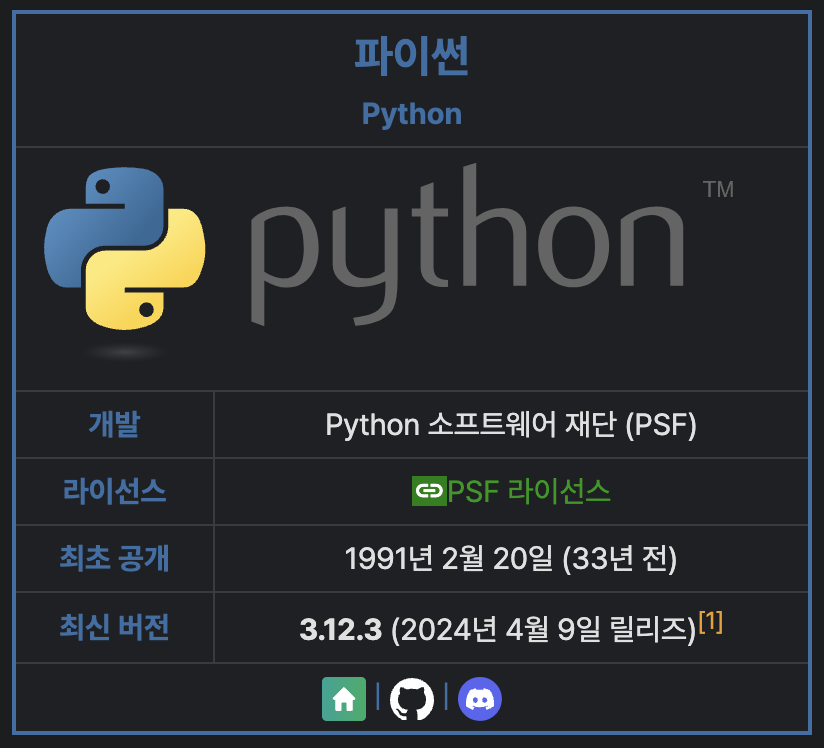 파이썬
Python
python TM
개발 Python 소프트웨어 재단 (PSF)
라이선스 PSF 라이선스
최초 공개 1991년 2월 20일 (33년 전)
최신 버전 3.12.3 (2024년 4월 9일 릴리즈)[1]